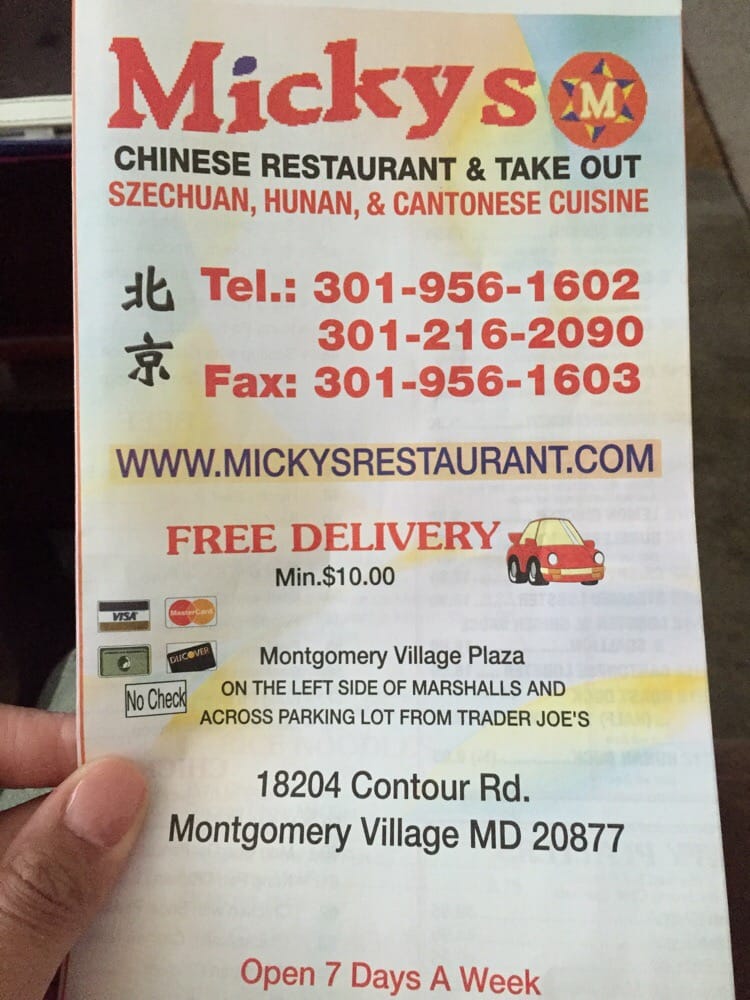 Mickys
M
CHINESE RESTAURANT & TAKE OUT
SZECHUAN, HUNAN, & CANTONESE CUISINE
北
京
Tel.: 301-956-1602
301-216-2090
Fax: 301-956-1603
WWW.MICKYSRESTAURANT.COM
FREE DELIVERY
Min.$10.00
VISA
MasterCard
DISCOVER
No Check
Montgomery Village Plaza
ON THE LEFT SIDE OF MARSHALLS AND
ACROSS PARKING LOT FROM TRADER JOE'S
18204 Contour Rd.
Montgomery Village MD 20877
Open 7 Days A Week